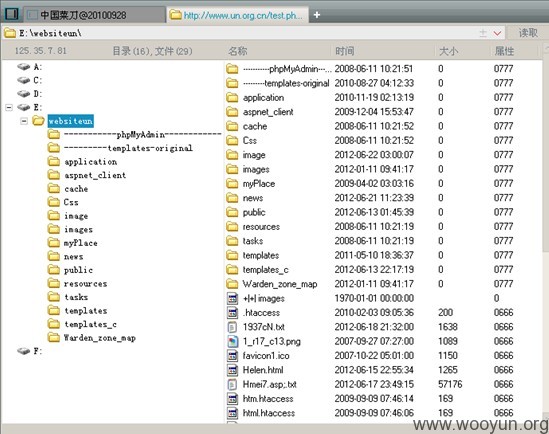 中国菜刀@20100928 http://www.un.org.cn/test.ph...
E:\websiteun\ 读取
125.35.7.81 目录(16),文件(29) 名称 时间 大小 属性
A:
C:
D:
E:
websiteun
-----------phpMyAdmin------------
---------templates-original
application
aspnet_client
cache
Css
image
images
myPlace
news
public
resources
tasks
templates
templates_c
Warden_zone_map
F:
----------phpMyAdmin---... 2008-06-11 10:21:51 0 0777
---------templates-original 2010-08-27 04:12:33 0 0777
application 2010-11-19 02:13:19 0 0777
aspnet_client 2009-12-04 15:53:47 0 0777
cache 2008-06-11 10:21:52 0 0777
Css 2008-06-11 10:21:52 0 0777
image 2012-06-22 03:00:07 0 0777
images 2012-01-11 09:41:17 0 0777
myPlace 2009-04-02 03:03:16 0 0777
news 2012-06-21 11:23:39 0 0777
public 2012-06-13 01:45:39 0 0777
resources 2008-06-11 10:21:19 0 0777
tasks 2008-06-11 10:21:19 0 0777
templates 2011-05-10 18:36:37 0 0777
templates_c 2012-06-13 22:17:19 0 0777
Warden_zone_map 2012-01-11 09:41:17 0 0777
+|+| images 1970-01-01 00:00:00 0
.htaccess 2010-02-03 09:05:36 200 0666
1937cN.txt 2012-06-18 21:32:00 1638 0666
1_r17_c13.png 2007-09-27 07:27:00 1089 0666
favicon1.ico 2007-10-22 05:01:00 1150 0666
Helen.html 2012-06-15 22:55:34 1265 0666
Hmei7.asp;.txt 2012-06-17 23:49:15 57176 0666
htm.htaccess 2009-09-09 07:46:14 169 0666
html.htaccess 2009-09-09 07:46:06 169 0666
www.wooyun.org